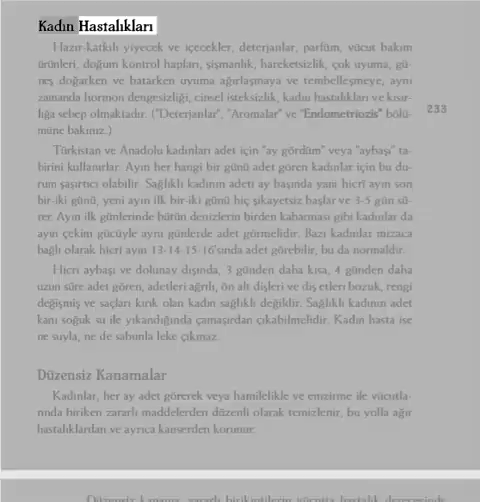 Kadın Hastalıkları
Hazır-katkılı yiyecek ve içecekler, deterjanlar, parfüm, vücut bakım
ürünleri, doğum kontrol hapları, şişmanlık, hareketsizlik, çok uyuma, gü-
neş doğarken ve batarken uyuma ağırlaşmaya ve tembelleşmeye, aynı
zamanda hormon dengesizliği, cinsel isteksizlik, kadın hastalıkları ve kısır-
lığa sebep olmaktadır. ("Deterjanlar", "Aromalar" ve "Endometriozis" bölü-
müne bakınız.)
233
Türkistan ve Anadolu kadınları adet için "ay gördüm" veya "aybaşı" ta-
birini kullanırlar. Ayın her hangi bir günü adet gören kadınlar için bu du-
rum şaşırtıcı olabilir. Sağlıklı kadının adeti ay başında yani hicri ayın son
bir-iki günü, yeni ayın ilk bir-iki günü hiç şikayetsiz başlar ve 3-5 gün sü-
rer. Ayın ilk günlerinde bütün denizlerin birden kabarması gibi kadınlar da
ayın çekim gücüyle aynı günlerde adet görmelidir. Bazı kadınlar mizaca
bağlı olarak hicri ayın 13-14-15-16'sında adet görebilir, bu da normaldir.
Hicri aybaşı ve dolunay dışında, 3 günden daha kısa, 4 günden daha
uzun süre adet gören, adetleri ağrılı, ön alt dişleri ve diş etleri bozuk, rengi
değişmiş ve saçları kırık olan kadın sağlıklı değildir. Sağlıklı kadının adet
kanı soğuk su ile yıkandığında çamaşırdan çıkabilmelidir. Kadın hasta ise
ne suyla, ne de sabunla leke çıkmaz.
Düzensiz Kanamalar
Kadınlar, her ay adet görerek veya hamilelikle ve emzirme ile vücutla-
rında biriken zararlı maddelerden düzenli olarak temizlenir, bu yolla ağır
hastalıklardan ve ayrıca kanserden korunur.
Düzensiz kanama, zararlı birikintilerin vücutta hastalık derecesinde